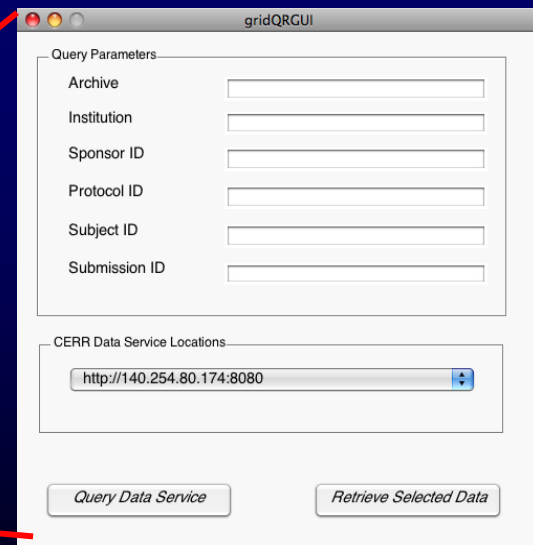 gridQRGUI
Query Parameters
Archive
Institution
Sponsor ID
Protocol ID
Subject ID
Submission ID
CERR Data Service Locations
http://140.254.80.174:8080
Query Data Service
Retrieve Selected Data